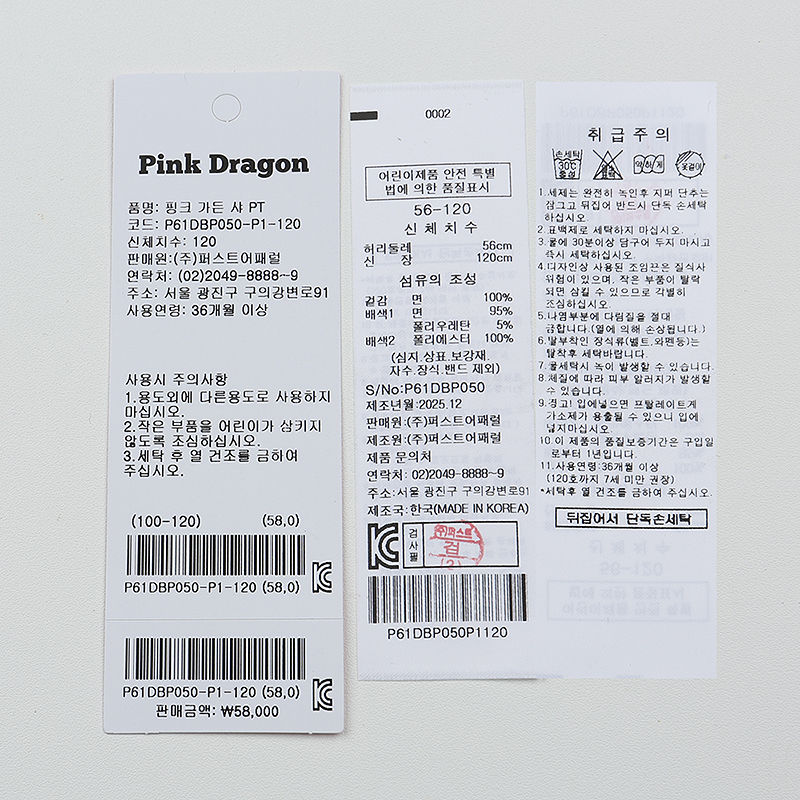 Pink Dragon
품명: 핑크 가든 샤 PT
코드: P61DBP050-P1-120
신체치수: 120
판매원:(주)퍼스트어패럴
연락처: (02)2049-8888~9
주소: 서울 광진구 구의강변로91
사용연령: 36개월 이상
사용시 주의사항
1.용도외에 다른용도로 사용하지
마십시오.
2.작은 부품을 어린이가 삼키지
않도록 조심하십시오.
3.세탁 후 열 건조를 금하여
주십시오.
(100-120) (58,0)
P61DBP050-P1-120 (58,0)
P61DBP050-P1-120 (58,0)
판매금액: ₩58,000
0002
어린이제품 안전 특별
법에 의한 품질표시
56-120
신체치수
허리둘레 56cm
신 장 120cm
섬유의 조성
겉감 면 100%
배색1 면 95%
폴리우레탄 5%
배색2 폴리에스터 100%
(심지.상표.보강재,
자수.장식.밴드 제외)
S/No:P61DBP050
제조년월:2025.12
판매원:(주)퍼스트어패럴
제조원:(주)퍼스트어패럴
제품 문의처
연락처: 02)2049-8888~9
주소:서울 광진구 구의강변로91
제조국:한국(MADE IN KOREA)
검사필
(주)퍼스트
검
(2)
P61DBP050P1120
취급주의
손세탁
30℃
중성
약하게
옷걸이
1.세제는 완전히 녹인후 지퍼 단추는
잠그고 뒤집어 반드시 단독 손세탁
하십시오.
2.표백제로 세탁하지 마십시오.
3.물에 30분이상 담구어 두지 마시고
즉시 세탁하십시오.
4.디자인상 사용된 조임끈은 질식사
위험이 있으며, 작은 부품이 탈락
되면 삼킬 수 있으므로 각별히
조심하십시오.
5.나염부분에 다림질을 절대
금합니다.(열에 의해 손상됩니다.)
6.탈부착인 장식류(벨트,와펜등)는
탈착후 세탁바랍니다.
7.물세탁시 녹이 발생할 수 있습니다.
8.체질에 따라 피부 알러지가 발생할
수 있습니다.
9.경고! 입에넣으면 프탈레이트계
가소제가 용출될 수 있으니 입에
넣지마십시오
10.이 제품의 품질보증기간은 구입일
로부터 1년입니다.
11.사용연령:36개월 이상
(120호까지 7세 미만 권장)
*세탁후 열 건조를 금하여 주십시오.
뒤집어서 단독손세탁